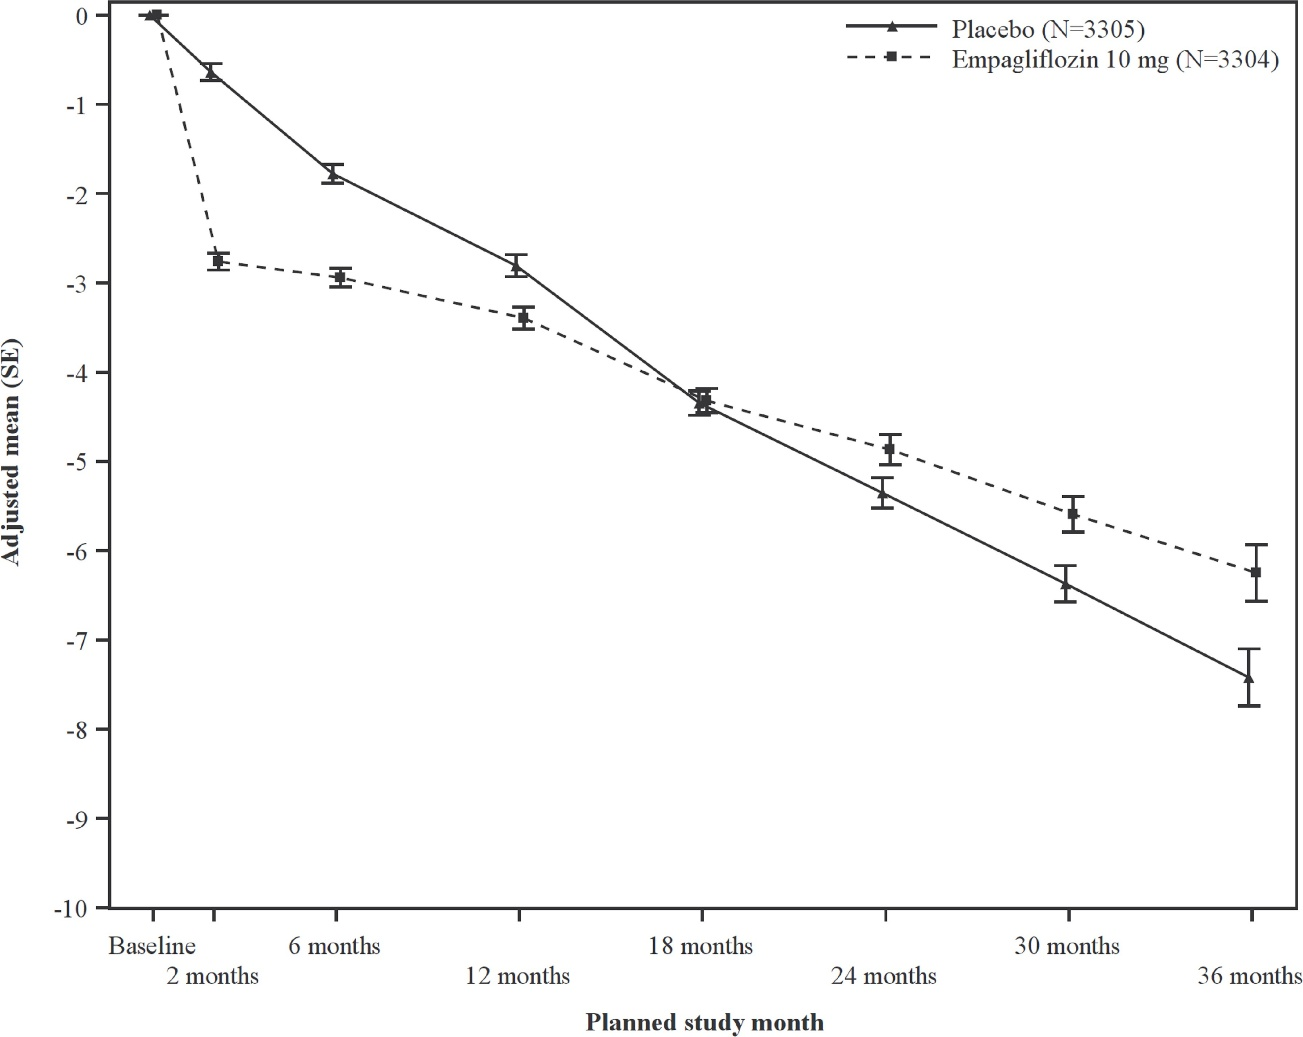 Placebo (N=3305)
Empagliflozin 10 mg (N=3304)
Adjusted mean (SE)
0
-1
-2
-3
-4
-5
-6
-7
-8
-9
-10
Baseline
2 months
6 months
12 months
18 months
24 months
30 months
36 months
Planned study month